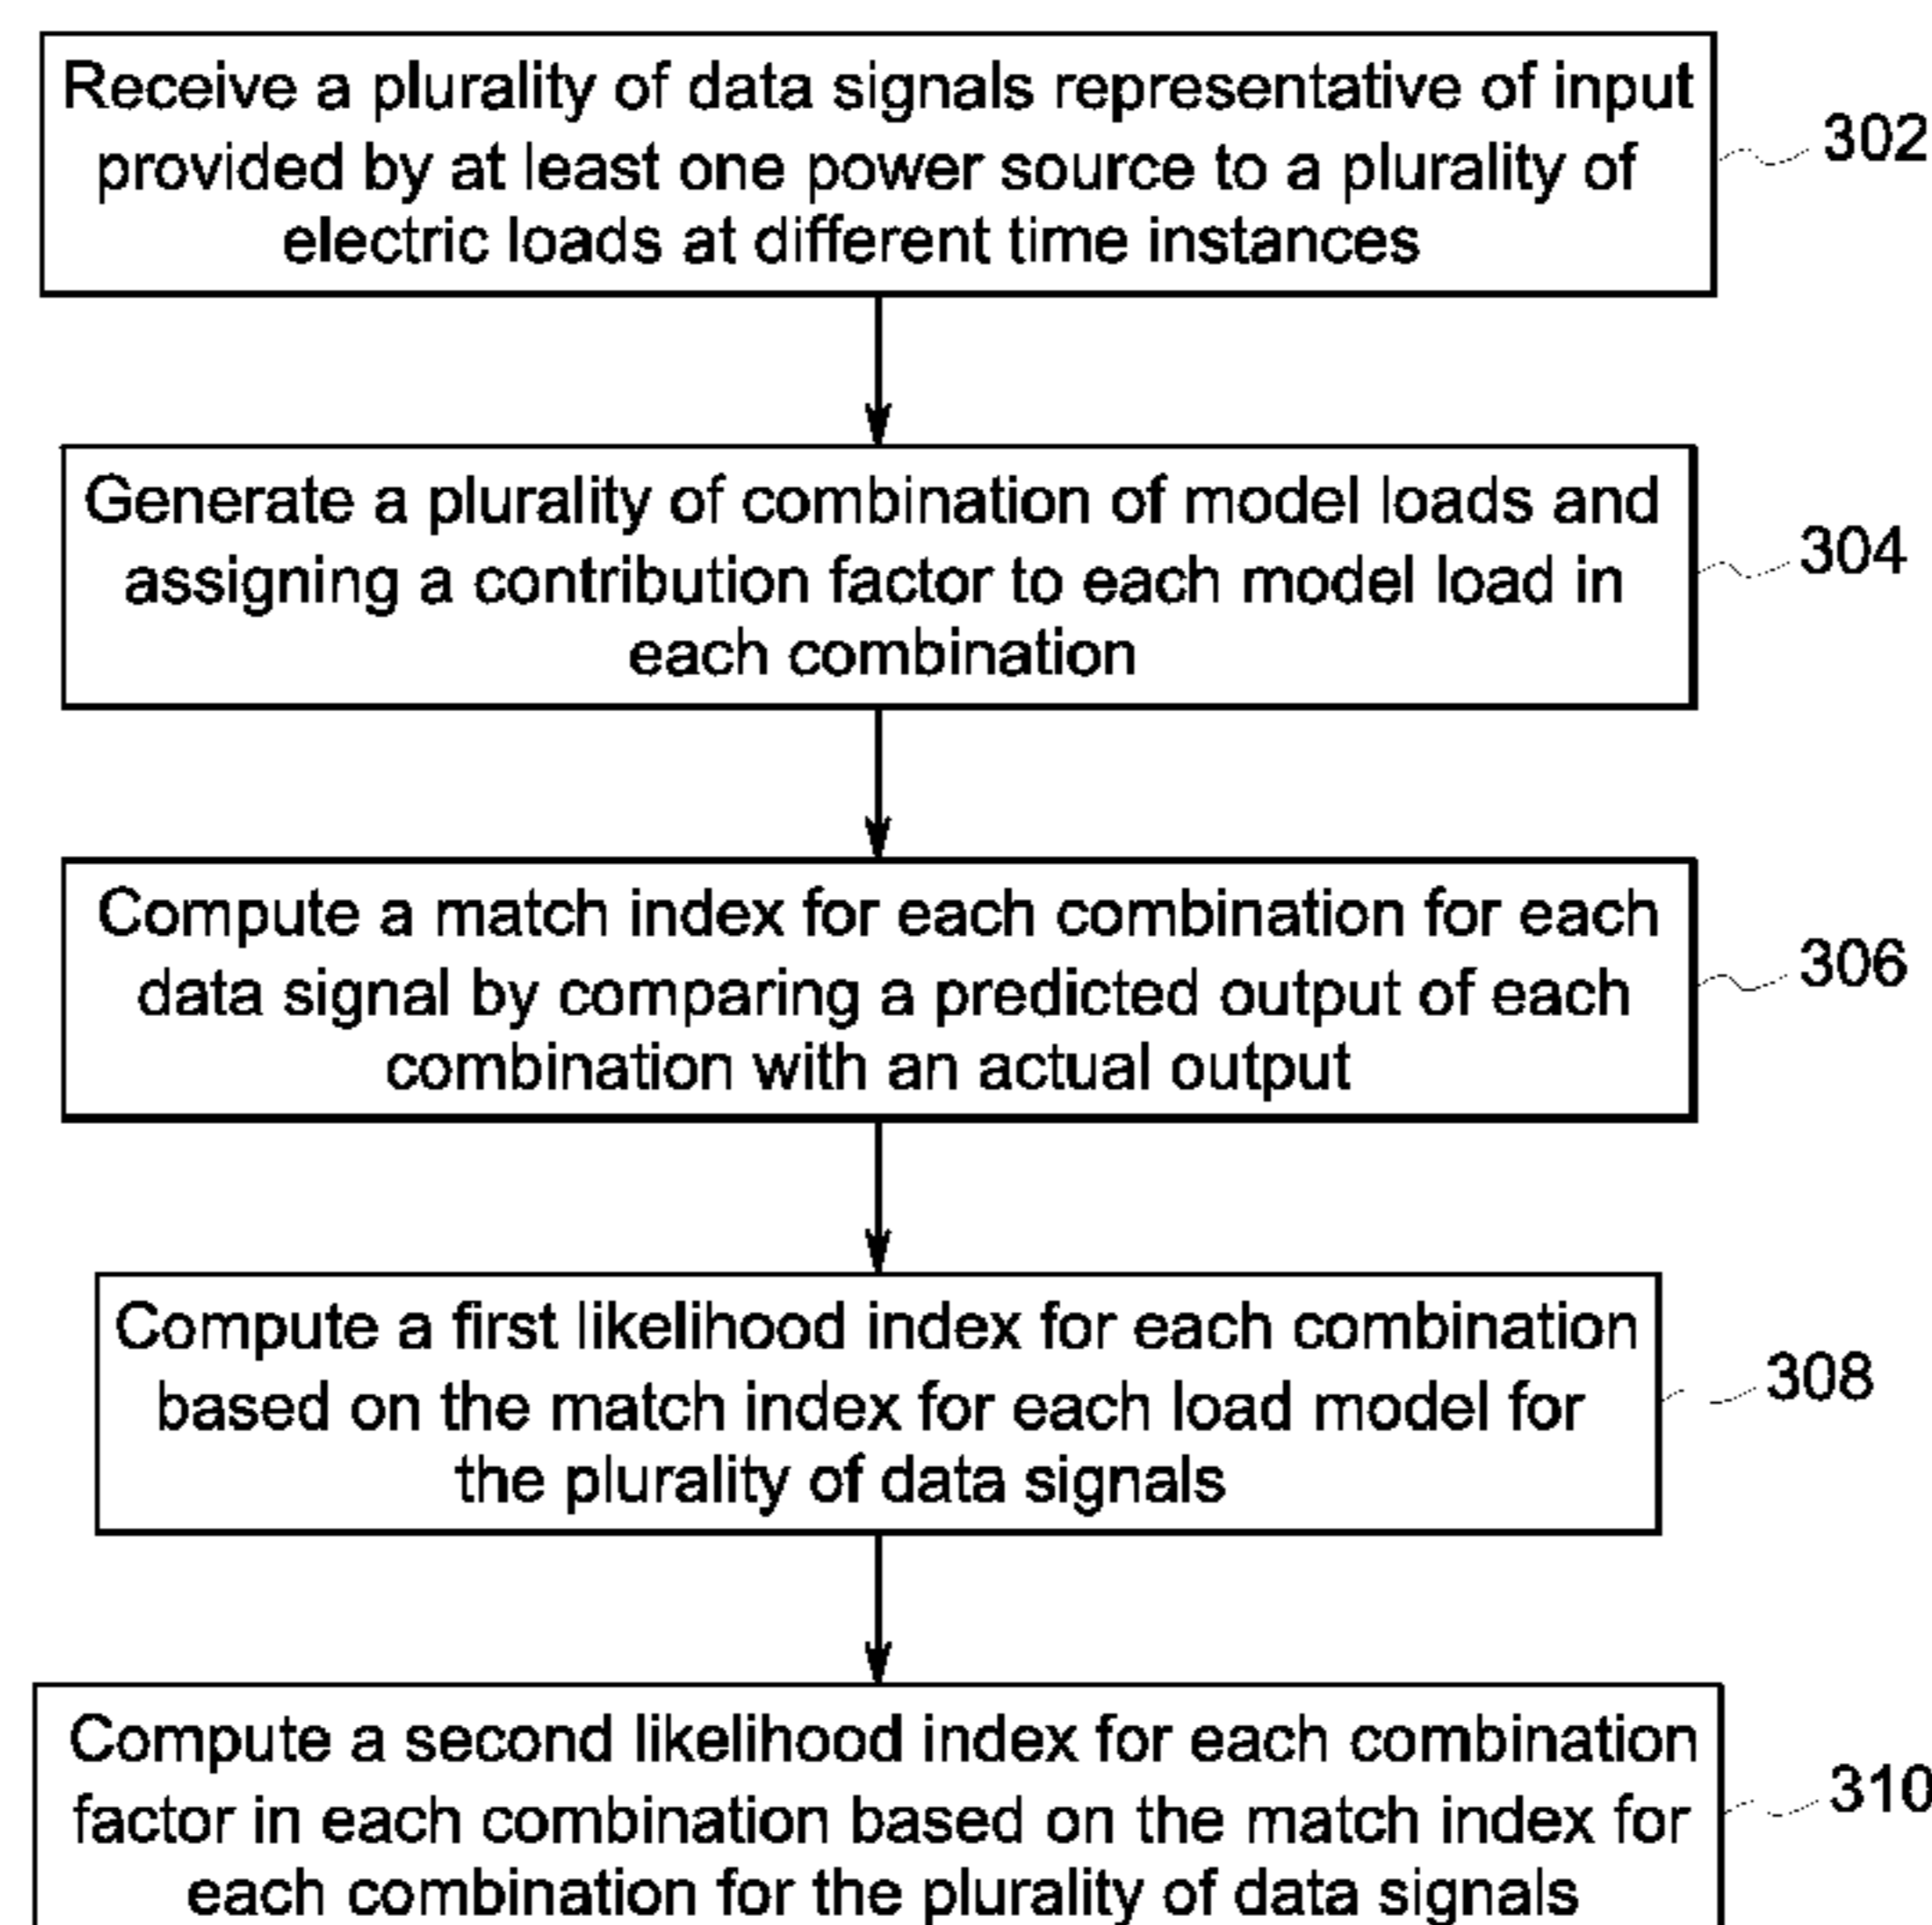 Receive a plurality of data signals representative of input
provided by at least one power source to a plurality of
electric loads at different time instances
302
Generate a plurality of combination of model loads and
assigning a contribution factor to each model load in
each combination
304
Compute a match index for each combination for each
data signal by comparing a predicted output of each
combination with an actual output
306
Compute a first likelihood index for each combination
based on the match index for each load model for
the plurality of data signals
308
Compute a second likelihood index for each combination
factor in each combination based on the match index for
each combination for the plurality of data signals
310